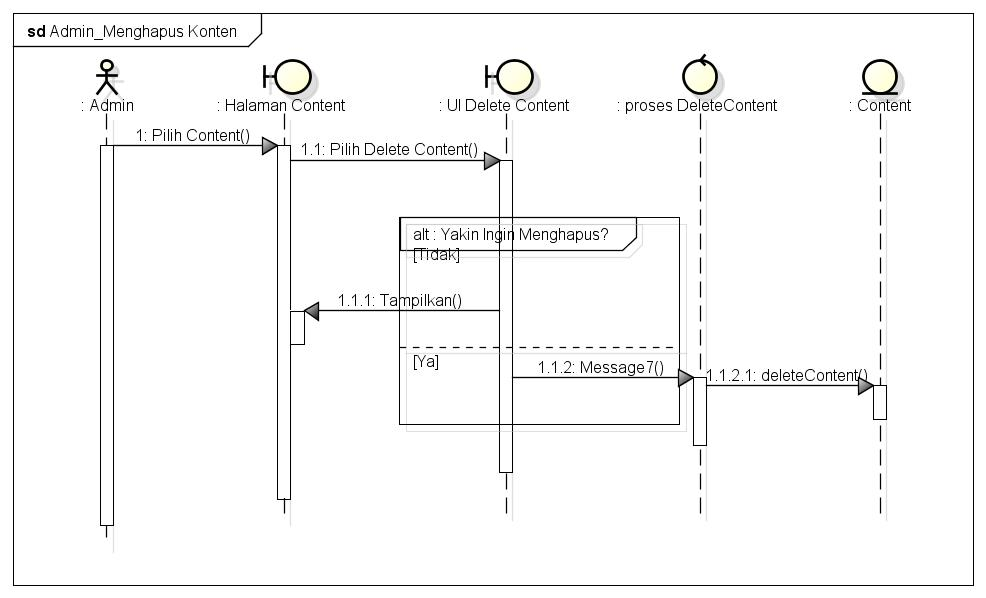 sd Admin_Menghapus Konten
: Admin
: Halaman Content
: UI Delete Content
: proses DeleteContent
: Content
1: Pilih Content()
1.1: Pilih Delete Content()
alt : Yakin Ingin Menghapus?
[Tidak]
1.1.1: Tampilkan()
[Ya]
1.1.2: Message7()
1.1.2.1: deleteContent()